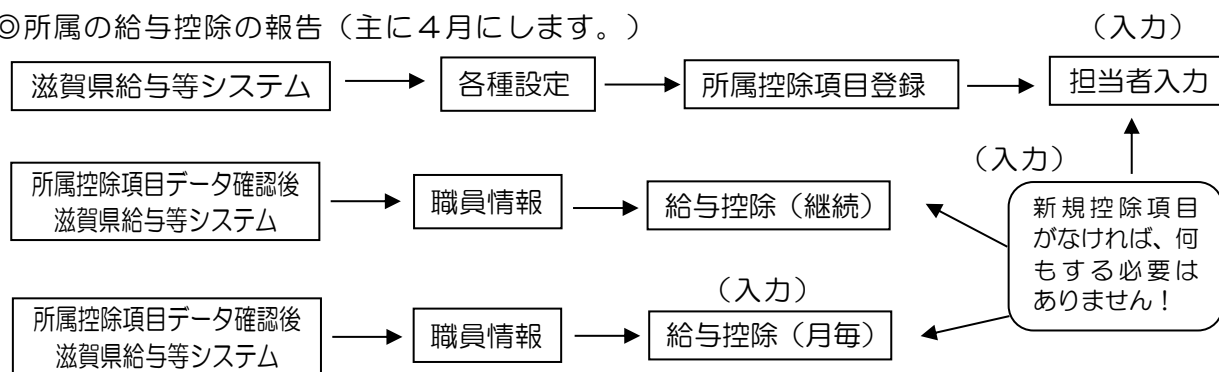 ◎所属の給与控除の報告（主に４月にします。）
（入力）
滋賀県給与等システム
各種設定
所属控除項目登録
担当者入力
（入力）
所属控除項目データ確認後
滋賀県給与等システム
職員情報
給与控除（継続）
新規控除項目
がなければ、何
もする必要は
ありません！
（入力）
所属控除項目データ確認後
滋賀県給与等システム
職員情報
給与控除（月毎）